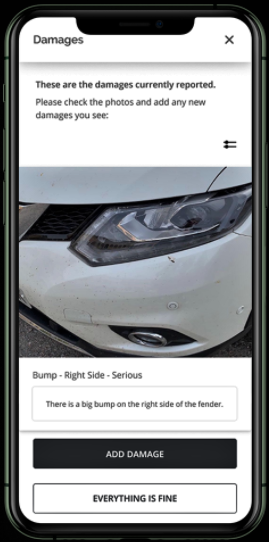 Damages
These are the damages currently reported.
Please check the photos and add any new
damages you see:
Bump - Right Side - Serious
There is a big bump on the right side of the fender.
ADD DAMAGE
EVERYTHING IS FINE